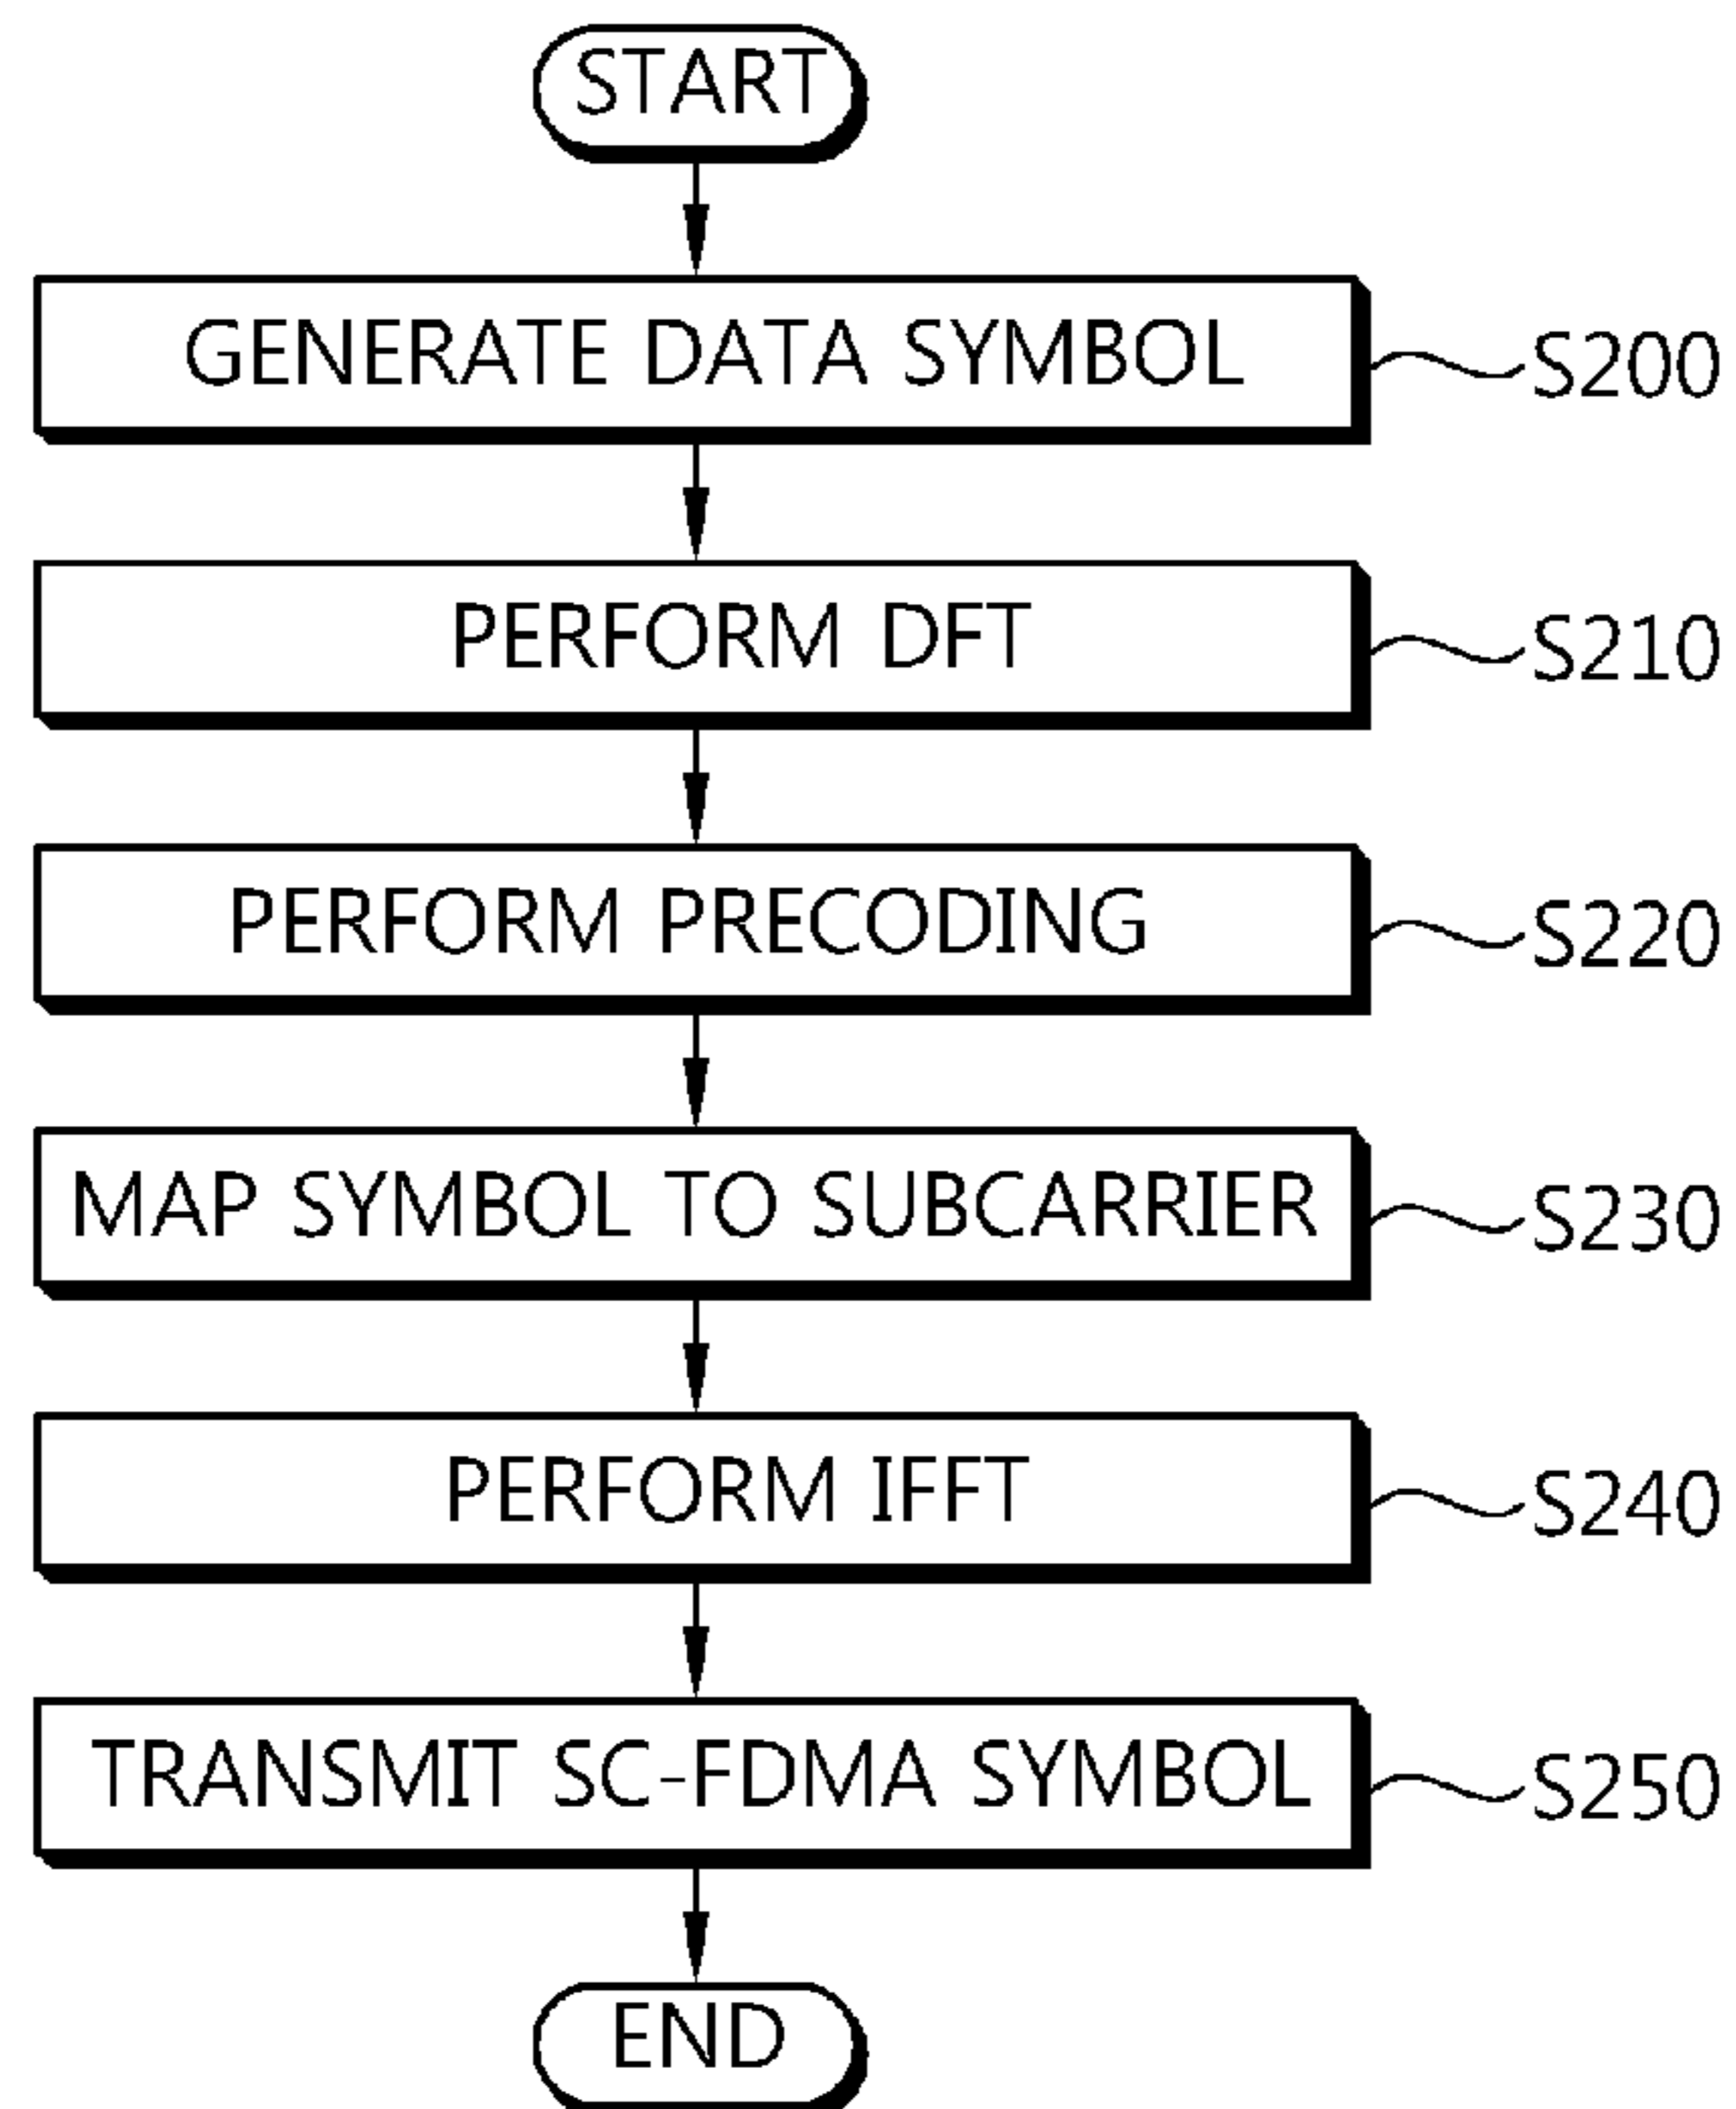 START
GENERATE DATA SYMBOL
S200
PERFORM DFT
S210
PERFORM PRECODING
S220
MAP SYMBOL TO SUBCARRIER
S230
PERFORM IFFT
S240
TRANSMIT SC-FDMA SYMBOL
S250
END